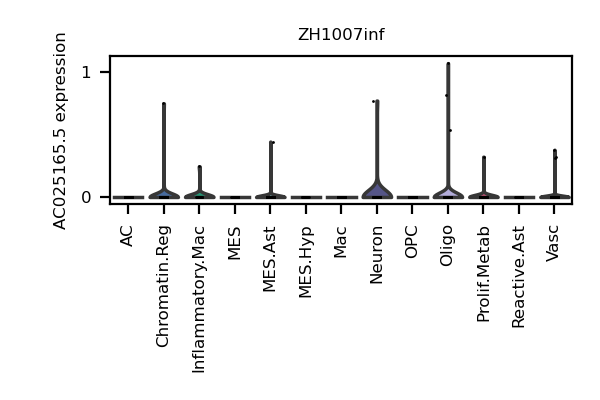 ZH1007inf
AC025165.5 expression
1
0
AC
Chromatin.Reg
Inflammatory.Mac
MES
MES.Ast
MES.Hyp
Mac
Neuron
OPC
Oligo
Prolif.Metab
Reactive.Ast
Vasc